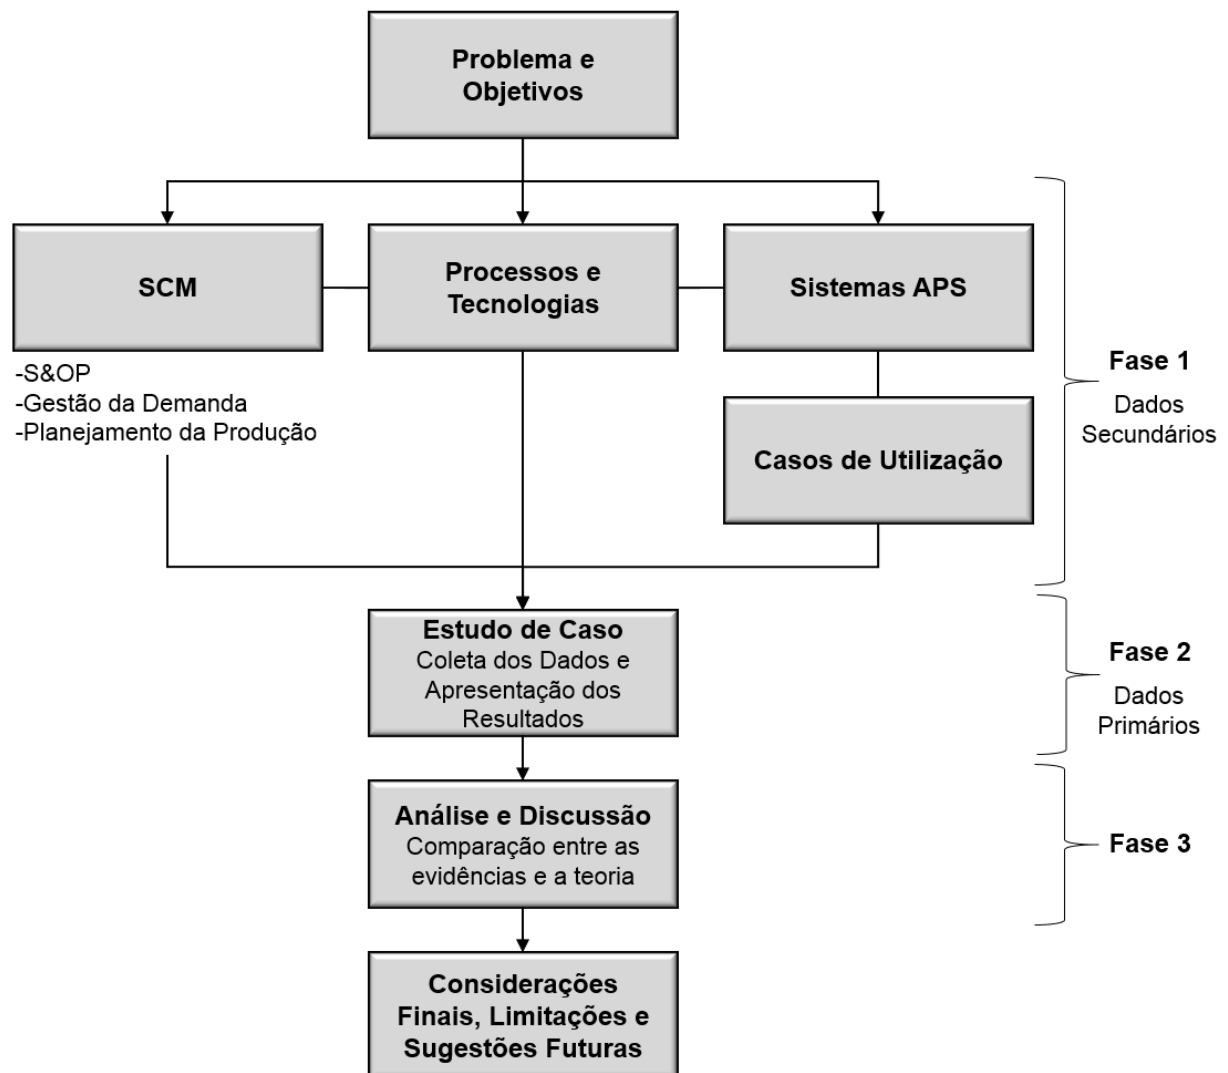 Problema e
Objetivos
SCM
Processos e
Tecnologias
Sistemas APS
-S&OP
-Gestão da Demanda
-Planejamento da Produção
Casos de Utilização
Fase 1
Dados
Secundários
Estudo de Caso
Coleta dos Dados e
Apresentação dos
Resultados
Fase 2
Dados
Primários
Análise e Discussão
Comparação entre as
evidências e a teoria
Fase 3
Considerações
Finais, Limitações e
Sugestões Futuras